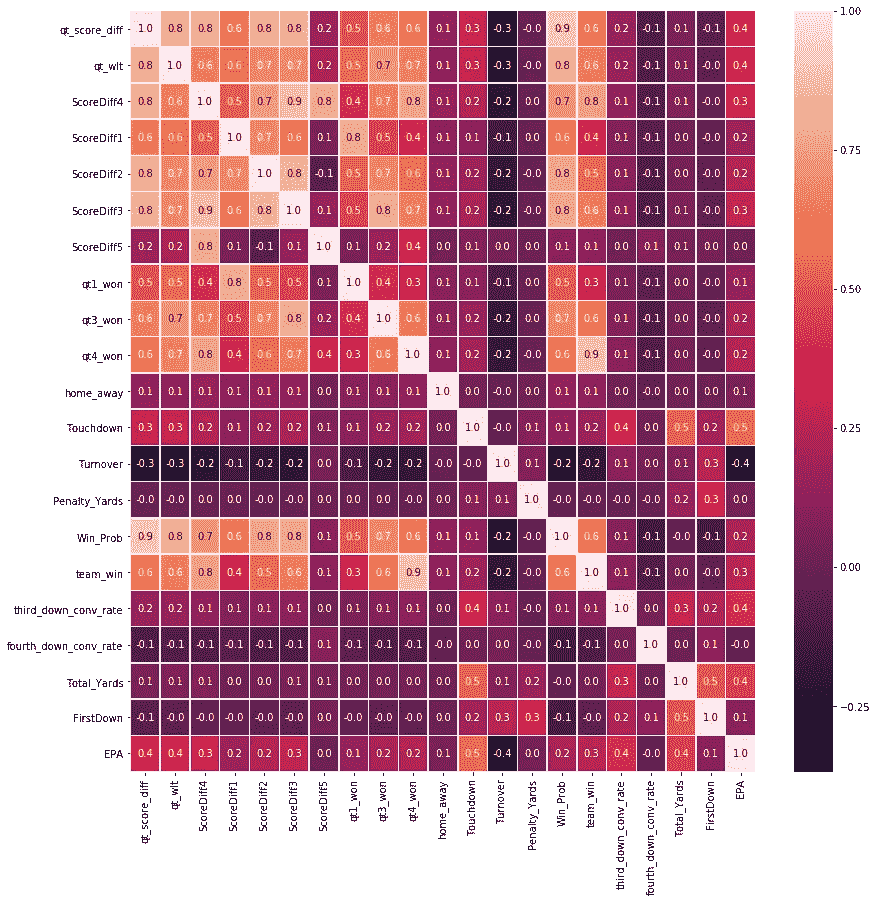 qt_score_diff 1.0 0.8 0.8 0.6 0.8 0.8 0.2 0.5 0.6 0.6 0.1 0.3 -0.3 -0.0 0.9 0.6 0.2 -0.1 0.1 -0.1 0.4
qt_wlt 0.8 1.0 0.6 0.6 0.7 0.7 0.2 0.5 0.7 0.7 0.1 0.3 -0.3 -0.0 0.8 0.6 0.2 -0.1 0.1 -0.0 0.4
ScoreDiff4 0.8 0.6 1.0 0.5 0.7 0.9 0.8 0.4 0.7 0.8 0.1 0.2 -0.2 0.0 0.7 0.8 0.1 -0.1 0.1 -0.0 0.3
ScoreDiff1 0.6 0.6 0.5 1.0 0.7 0.6 0.1 0.8 0.5 0.4 0.1 0.1 -0.1 -0.0 0.6 0.4 0.1 -0.1 0.0 -0.0 0.2
ScoreDiff2 0.8 0.7 0.7 0.7 1.0 0.8 -0.1 0.5 0.7 0.6 0.1 0.2 -0.2 -0.0 0.8 0.5 0.1 -0.1 0.0 -0.0 0.2
ScoreDiff3 0.8 0.7 0.9 0.6 0.8 1.0 0.1 0.5 0.8 0.7 0.1 0.2 -0.2 -0.0 0.8 0.6 0.1 -0.1 0.0 -0.0 0.3
ScoreDiff5 0.2 0.2 0.8 0.1 -0.1 0.1 1.0 0.1 0.2 0.4 0.0 0.1 0.0 0.0 0.1 0.1 0.0 0.1 0.1 0.0 0.0
qt1_won 0.5 0.5 0.4 0.8 0.5 0.5 0.1 1.0 0.4 0.3 0.1 0.1 -0.1 -0.0 0.5 0.3 0.1 -0.1 0.0 -0.0 0.1
qt3_won 0.6 0.7 0.7 0.5 0.7 0.8 0.2 0.4 1.0 0.6 0.1 0.2 -0.2 -0.0 0.7 0.6 0.1 -0.1 0.0 -0.0 0.2
qt4_won 0.6 0.7 0.8 0.4 0.6 0.7 0.4 0.3 0.6 1.0 0.1 0.2 -0.2 -0.0 0.6 0.9 0.1 -0.1 0.0 -0.0 0.2
home_away 0.1 0.1 0.1 0.1 0.1 0.1 0.0 0.1 0.1 0.1 1.0 0.0 -0.0 -0.0 0.1 0.1 0.0 -0.0 0.0 0.0 0.1
Touchdown 0.3 0.3 0.2 0.1 0.2 0.2 0.1 0.1 0.2 0.2 0.0 1.0 -0.0 0.1 0.1 0.2 0.4 0.0 0.5 0.2 0.5
Turnover -0.3 -0.3 -0.2 -0.1 -0.2 -0.2 0.0 -0.1 -0.2 -0.2 -0.0 -0.0 1.0 0.1 -0.2 -0.2 0.1 0.0 0.1 0.3 -0.4
Penalty_Yards -0.0 -0.0 0.0 -0.0 -0.0 -0.0 0.0 -0.0 -0.0 -0.0 -0.0 0.1 0.1 1.0 -0.0 -0.0 -0.0 0.0 0.2 0.3 0.0
Win_Prob 0.9 0.8 0.7 0.6 0.8 0.8 0.1 0.5 0.7 0.6 0.1 0.1 -0.2 -0.0 1.0 0.6 0.1 -0.1 -0.0 -0.1 0.2
team_win 0.6 0.6 0.8 0.4 0.5 0.6 0.1 0.3 0.6 0.9 0.1 0.2 -0.2 -0.0 0.6 1.0 0.1 -0.1 0.0 -0.0 0.3
third_down_conv_rate 0.2 0.2 0.1 0.1 0.1 0.1 0.0 0.1 0.1 0.1 0.0 0.4 0.1 -0.0 0.1 0.1 1.0 0.0 0.3 0.2 0.4
fourth_down_conv_rate -0.1 -0.1 -0.1 -0.1 -0.1 -0.1 0.1 -0.1 -0.1 -0.1 -0.0 0.0 0.0 0.0 -0.1 -0.1 0.0 1.0 0.0 0.1 -0.0
Total_Yards 0.1 0.1 0.1 0.0 0.0 0.0 0.1 0.0 0.0 0.0 0.0 0.5 0.1 0.2 -0.0 0.0 0.3 0.0 1.0 0.5 0.4
FirstDown -0.1 -0.0 -0.0 -0.0 -0.0 -0.0 0.0 -0.0 -0.0 -0.0 0.0 0.2 0.3 0.3 -0.1 -0.0 0.2 0.1 0.5 1.0 0.1
EPA 0.4 0.4 0.3 0.2 0.2 0.3 0.0 0.1 0.2 0.2 0.1 0.5 -0.4 0.0 0.2 0.3 0.4 -0.0 0.4 0.1 1.0
qt_score_diff qt_wlt ScoreDiff4 ScoreDiff1 ScoreDiff2 ScoreDiff3 ScoreDiff5 qt1_won qt3_won qt4_won home_away Touchdown Turnover Penalty_Yards Win_Prob team_win third_down_conv_rate fourth_down_conv_rate Total_Yards FirstDown EPA
1.00
0.75
0.50
0.25
0.00
−0.25